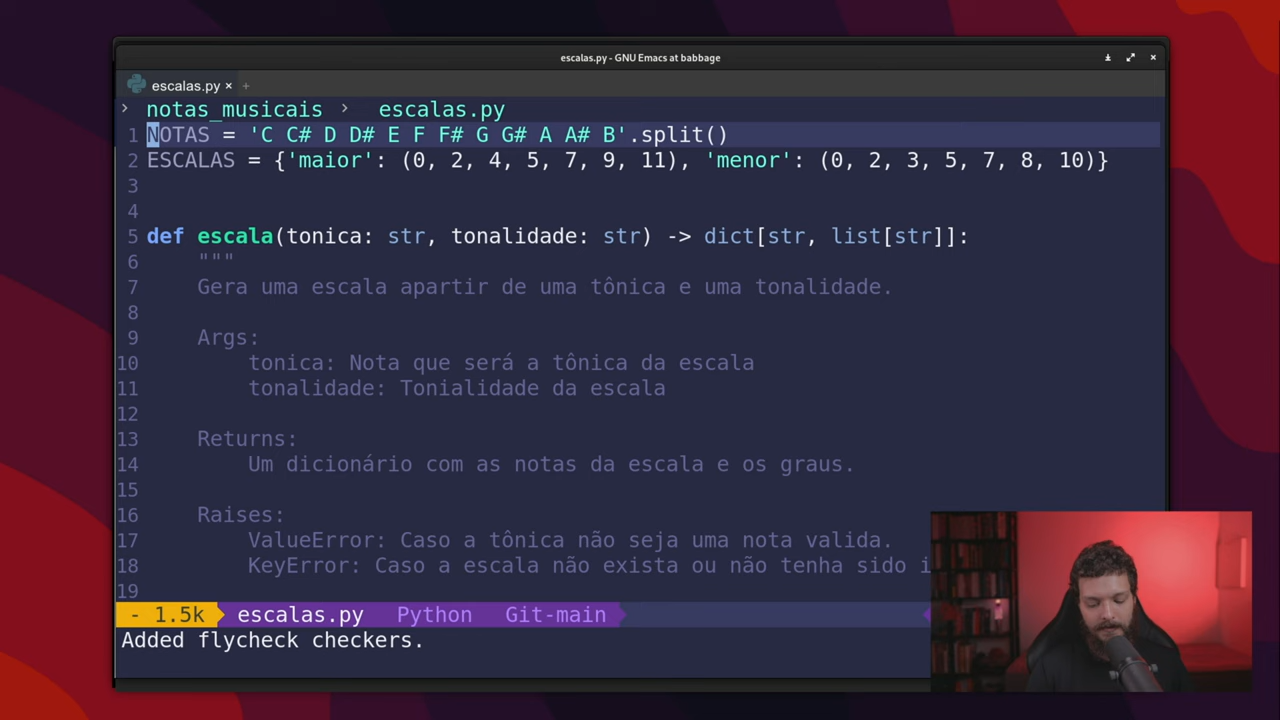 escalas.py - GNU Emacs at babbage
escalas.py × +
> notas_musicais > escalas.py
1 NOTAS = 'C C# D D# E F F# G G# A A# B'.split()
2 ESCALAS = {'maior': (0, 2, 4, 5, 7, 9, 11), 'menor': (0, 2, 3, 5, 7, 8, 10)}
3
4
5 def escala(tonica: str, tonalidade: str) -> dict[str, list[str]]:
6 """
7 Gera uma escala apartir de uma tônica e uma tonalidade.
8
9 Args:
10 tonica: Nota que será a tônica da escala
11 tonalidade: Tonialidade da escala
12
13 Returns:
14 Um dicionário com as notas da escala e os graus.
15
16 Raises:
17 ValueError: Caso a tônica não seja uma nota valida.
18 KeyError: Caso a escala não exista ou não tenha sido
19
- 1.5k escalas.py Python Git-main
Added flycheck checkers.